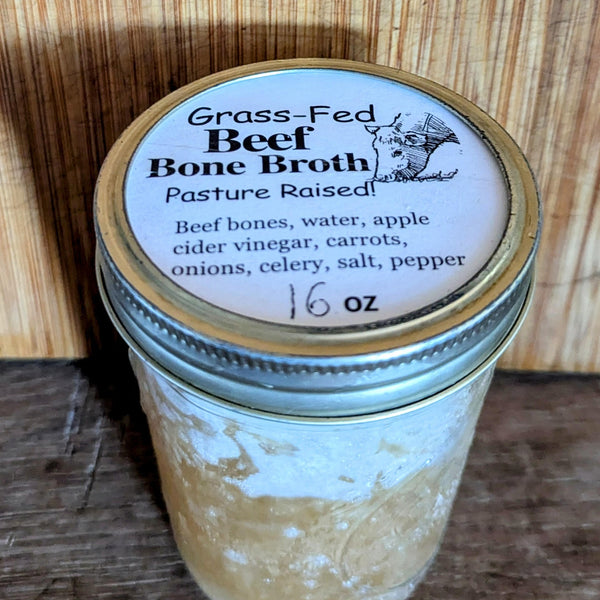 Grass-Fed
Beef
Bone Broth
Pasture Raised!
Beef bones, water, apple
cider vinegar, carrots,
onions, celery, salt, pepper
16 oz